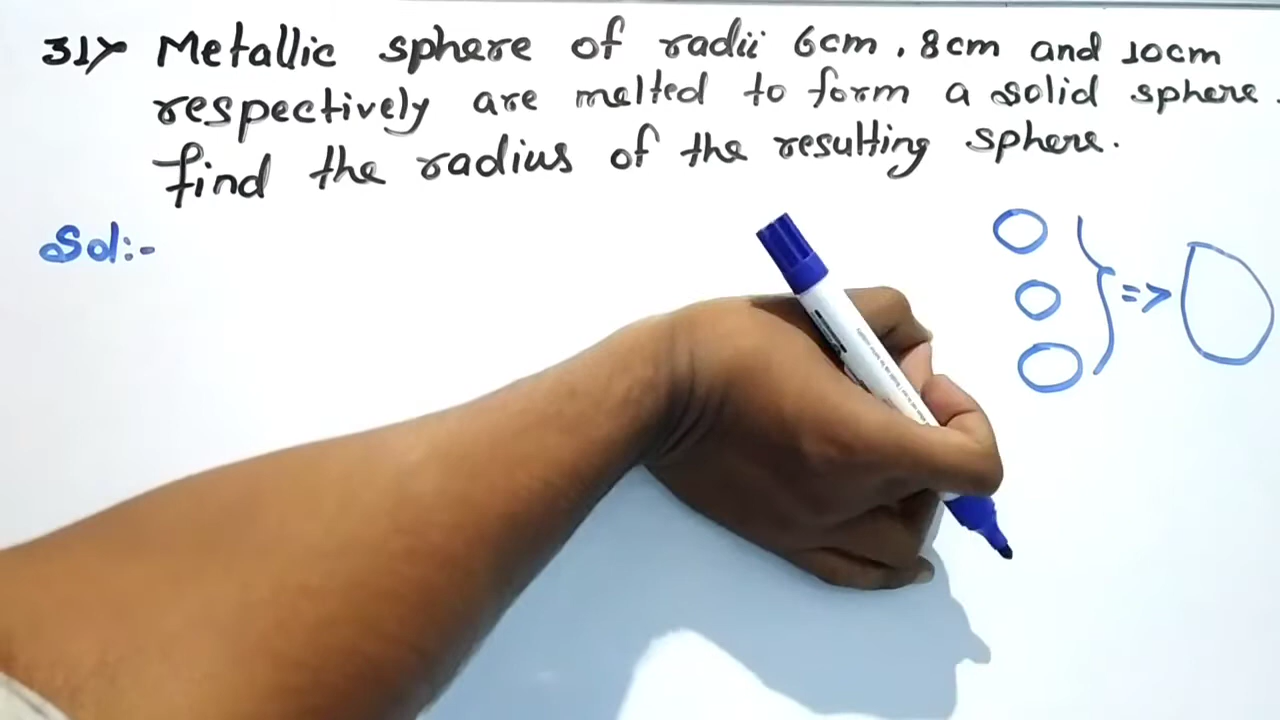 31> Metallic sphere of radii 6cm, 8cm and 10cm
respectively are melted to form a solid sphere.
find the radius of the resulting sphere.
Sol:-
=>